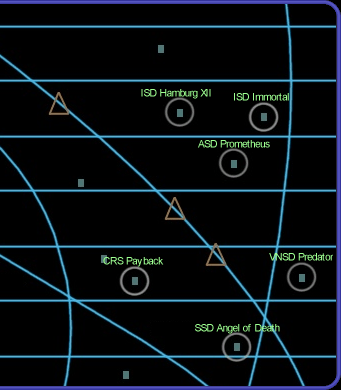 ISD Hamburg XII
ISD Immortal
ASD Prometheus
CRS Payback
VNSD Predator
SSD Angel of Death